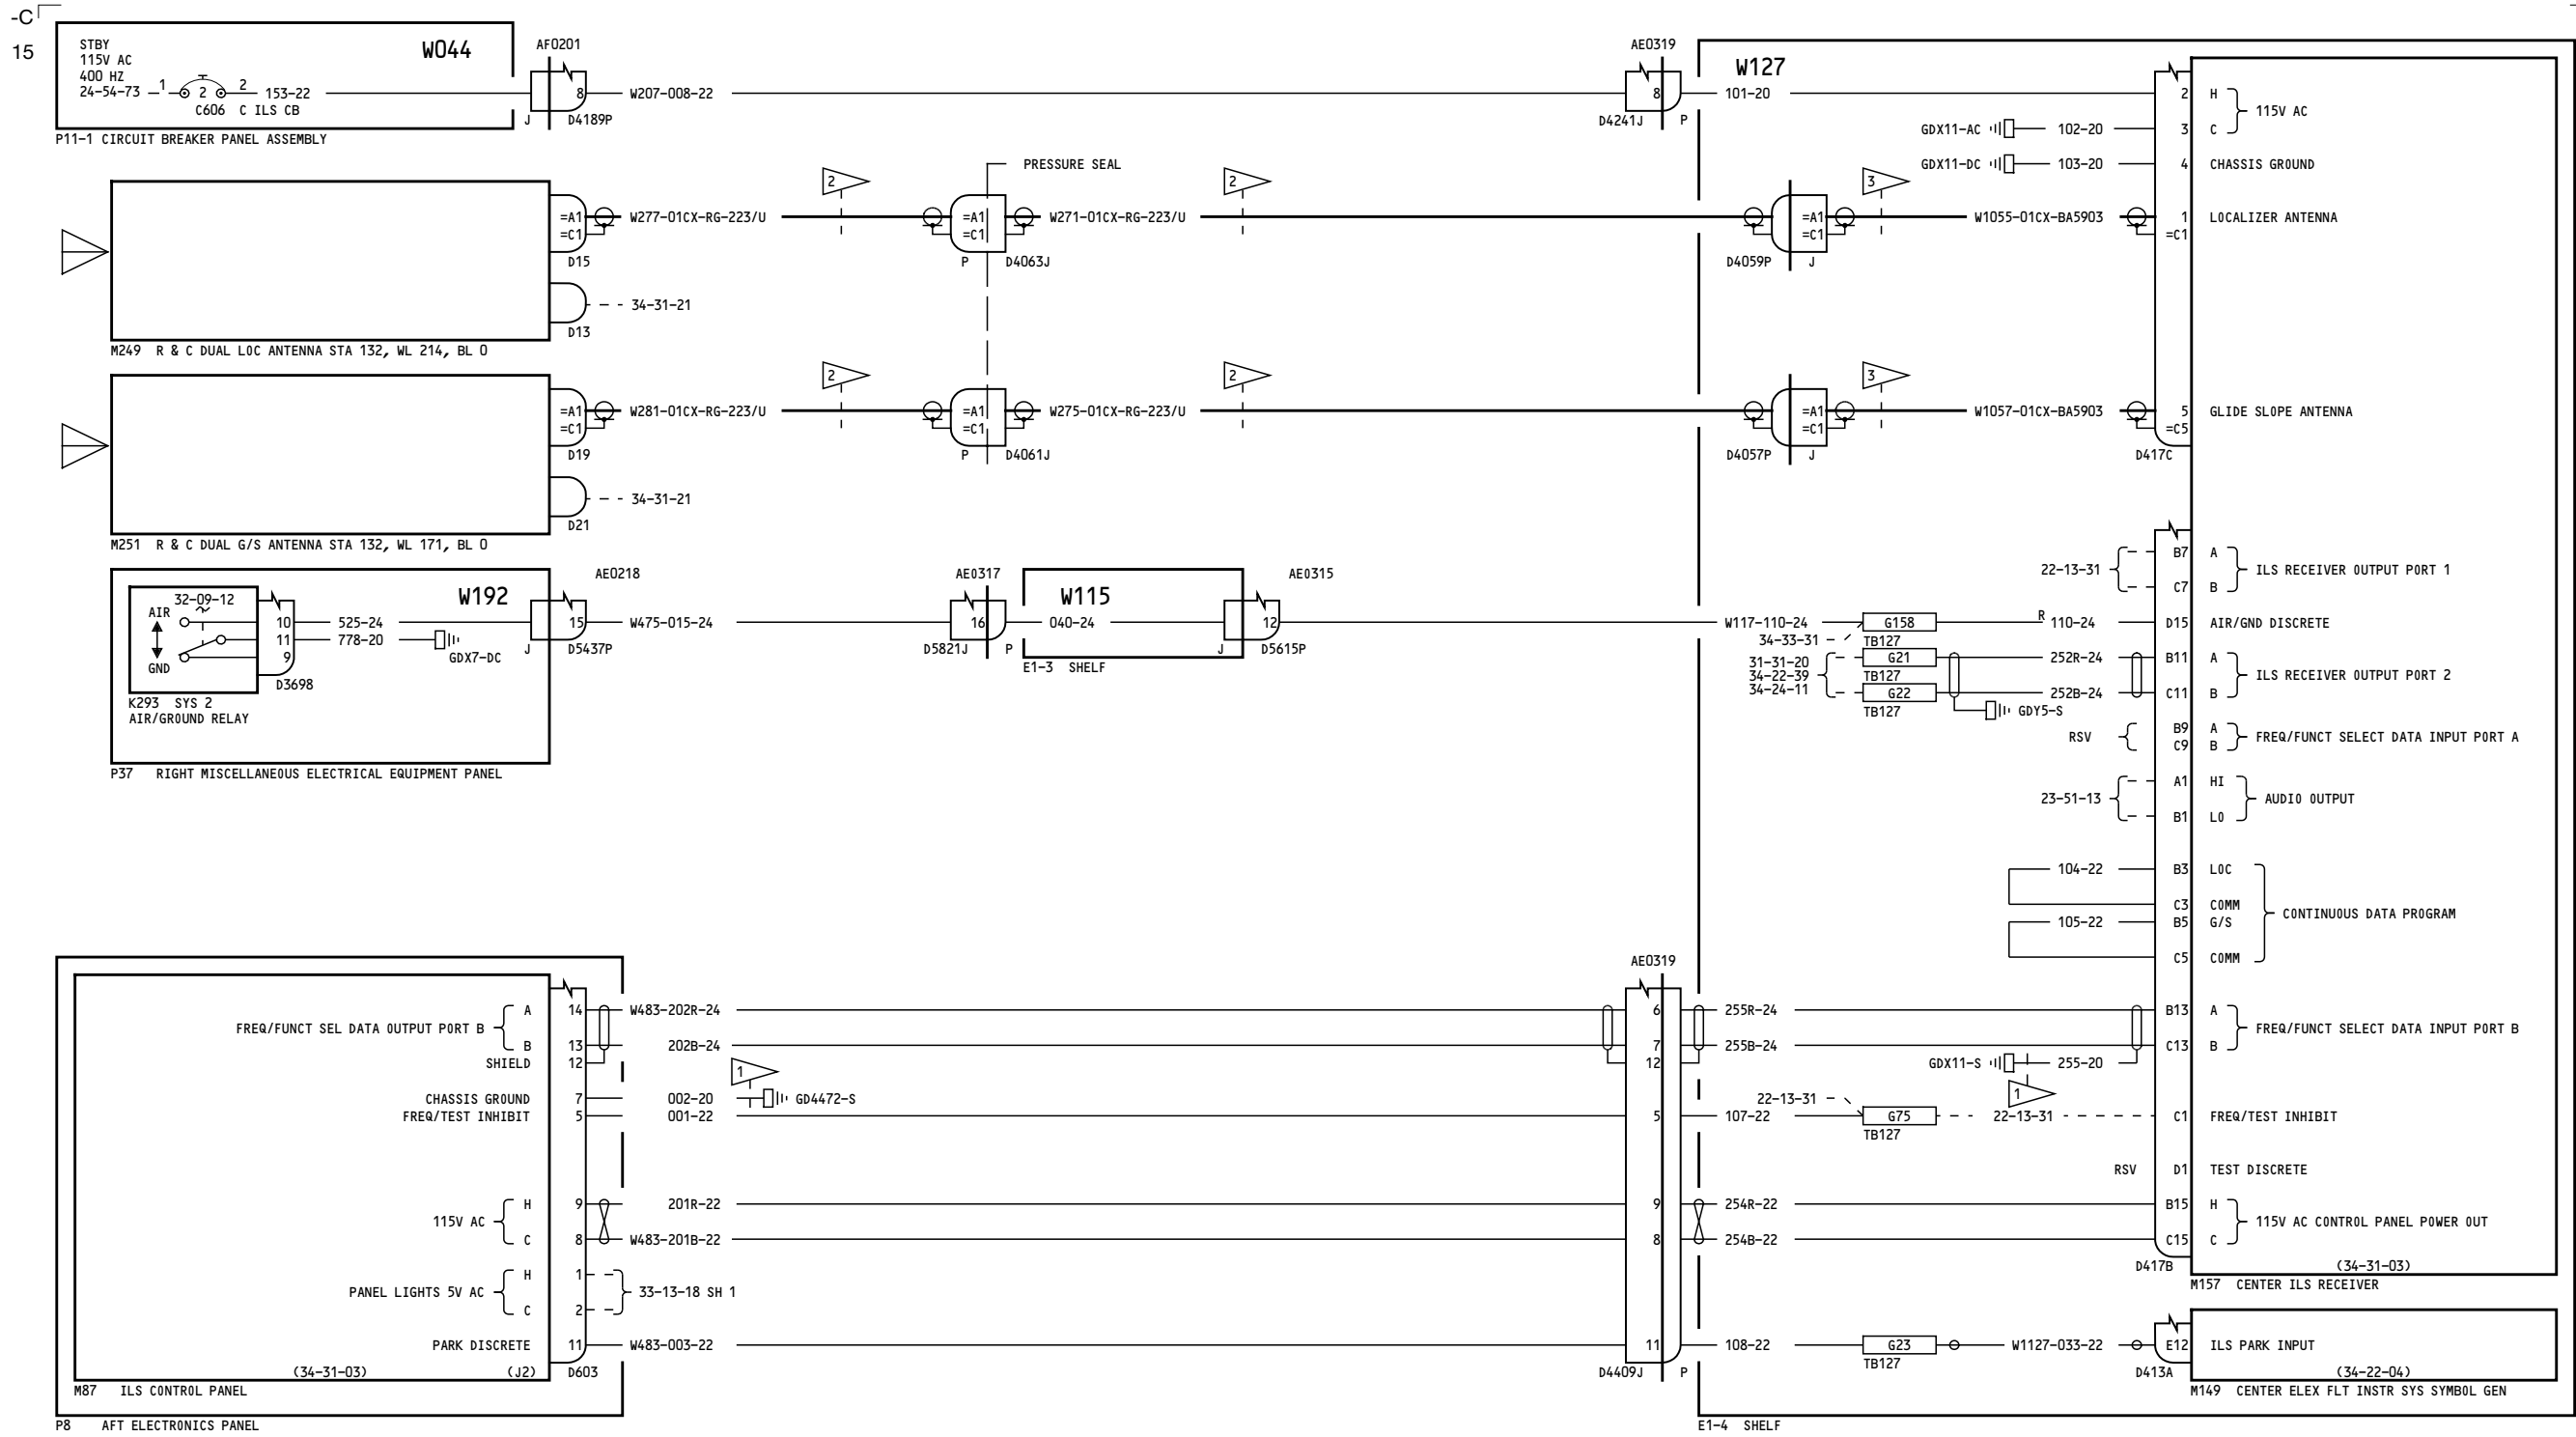 -C
15
STBY
115V AC
400 HZ
24-54-73
1
2
2
153-22
C606 C ILS CB
W044
AF0201
8
J
D4189P
W207-008-22
P11-1 CIRCUIT BREAKER PANEL ASSEMBLY
AE0319
8
D4241J
P
W127
101-20
2 H
115V AC
GDX11-AC
102-20
3 C
GDX11-DC
103-20
4 CHASSIS GROUND
PRESSURE SEAL
=A1
=C1
D15
W277-01CX-RG-223/U
2
=A1
=C1
P
D4063J
W271-01CX-RG-223/U
2
=A1
=C1
D4059P
J
3
W1055-01CX-BA5903
1 LOCALIZER ANTENNA
=C1
D13
34-31-21
M249 R & C DUAL LOC ANTENNA STA 132, WL 214, BL 0
=A1
=C1
D19
W281-01CX-RG-223/U
2
=A1
=C1
P
D4061J
W275-01CX-RG-223/U
2
=A1
=C1
D4057P
J
3
W1057-01CX-BA5903
5 GLIDE SLOPE ANTENNA
=C5
D417C
D21
34-31-21
M251 R & C DUAL G/S ANTENNA STA 132, WL 171, BL 0
W192
32-09-12
AIR
GND
10
11
9
D3698
525-24
778-20
GDX7-DC
K293 SYS 2
AIR/GROUND RELAY
P37 RIGHT MISCELLANEOUS ELECTRICAL EQUIPMENT PANEL
AE0218
15
J
D5437P
W475-015-24
AE0317
16
D5821J
P
W115
040-24
E1-3 SHELF
AE0315
12
J
D5615P
22-13-31
B7 A
C7 B
ILS RECEIVER OUTPUT PORT 1
W117-110-24
G158
TB127
34-33-31
R
110-24
D15 AIR/GND DISCRETE
31-31-20
34-22-39
34-24-11
G21
TB127
G22
TB127
252R-24
252B-24
GDY5-S
B11 A
C11 B
ILS RECEIVER OUTPUT PORT 2
RSV
B9 A
C9 B
FREQ/FUNCT SELECT DATA INPUT PORT A
23-51-13
A1 HI
B1 LO
AUDIO OUTPUT
104-22
B3 LOC
C3 COMM
105-22
B5 G/S
C5 COMM
CONTINUOUS DATA PROGRAM
FREQ/FUNCT SEL DATA OUTPUT PORT B
A 14
B 13
SHIELD 12
W483-202R-24
202B-24
AE0319
6
7
12
255R-24
255B-24
GDX11-S
255-20
1
B13 A
C13 B
FREQ/FUNCT SELECT DATA INPUT PORT B
CHASSIS GROUND 7
002-20
1
GD4472-S
FREQ/TEST INHIBIT 5
001-22
5
107-22
22-13-31
G75
TB127
22-13-31
C1 FREQ/TEST INHIBIT
RSV
D1 TEST DISCRETE
115V AC
H 9
C 8
201R-22
W483-201B-22
9
8
254R-22
254B-22
B15 H
C15 C
115V AC CONTROL PANEL POWER OUT
D417B
(34-31-03)
M157 CENTER ILS RECEIVER
PANEL LIGHTS 5V AC
H 1
C 2
33-13-18 SH 1
PARK DISCRETE 11
W483-003-22
11
D4409J
P
108-22
G23
TB127
W1127-033-22
E12 ILS PARK INPUT
D413A
(34-22-04)
M149 CENTER ELEX FLT INSTR SYS SYMBOL GEN
(34-31-03)
(J2)
D603
M87 ILS CONTROL PANEL
P8 AFT ELECTRONICS PANEL
E1-4 SHELF